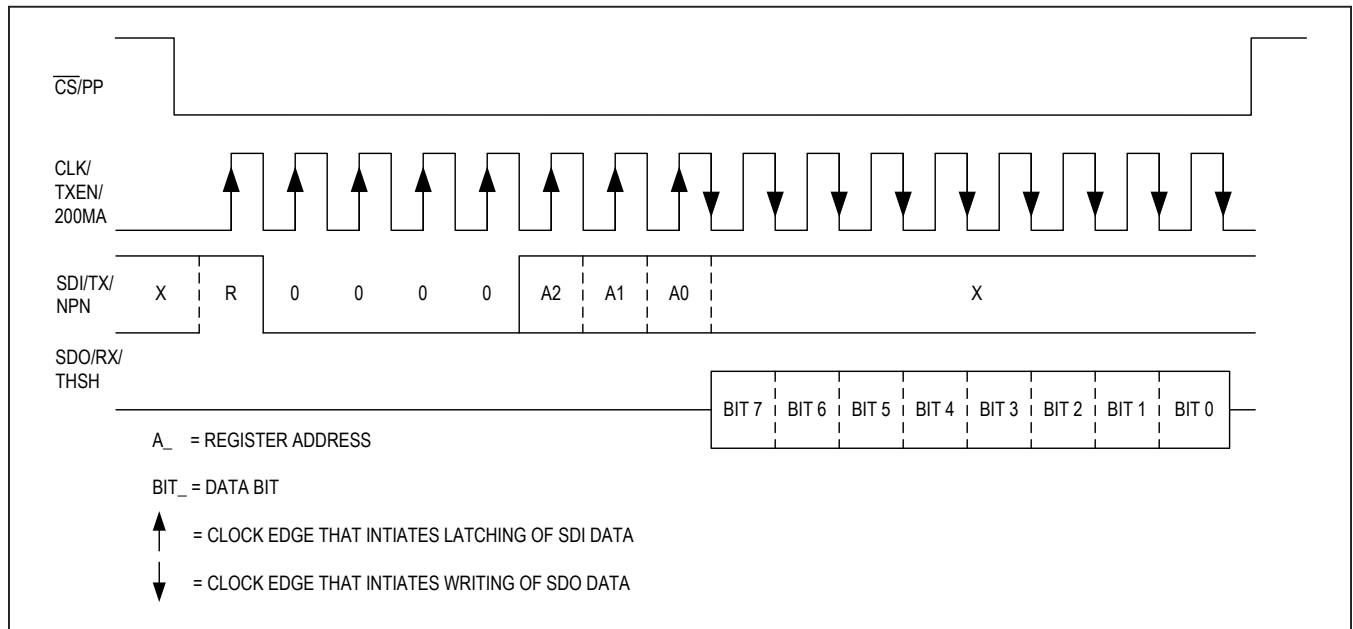 CS/PP
CLK/
TXEN/
200MA
SDI/TX/
NPN
X R 0 0 0 0 A2 A1 A0 X
SDO/RX/
THSH
BIT 7 BIT 6 BIT 5 BIT 4 BIT 3 BIT 2 BIT 1 BIT 0
A_ = REGISTER ADDRESS
BIT_ = DATA BIT
= CLOCK EDGE THAT INTIATES LATCHING OF SDI DATA
= CLOCK EDGE THAT INTIATES WRITING OF SDO DATA